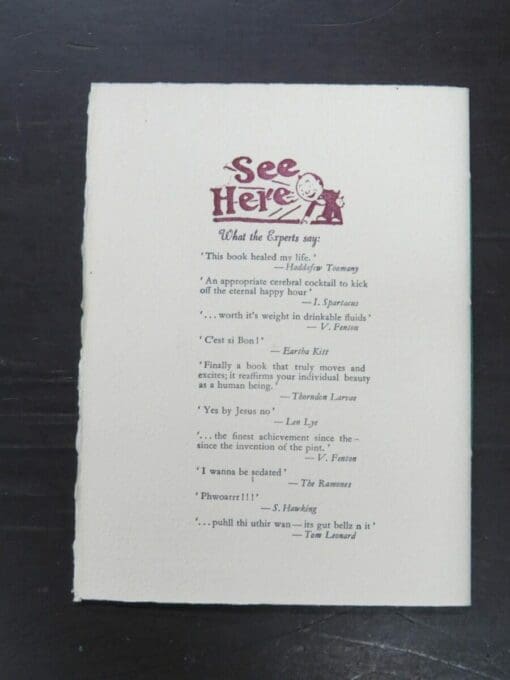 See
Here
What the Experts say:
'This book healed my life.'
— Haddefew Toomany
'An appropriate cerebral cocktail to kick
off the eternal happy hour'
— I. Spartacus
'... worth it's weight in drinkable fluids'
— V. Fenton
'C'est si Bon!'
— Eartha Kitt
'Finally a book that truly moves and
excites; it reaffirms your individual beauty
as a human being.'
— Thorndon Larvae
'Yes by Jesus no'
— Len Lye
'... the finest achievement since the –
since the invention of the pint.'
— V. Fenton
'I wanna be sedated'
— The Ramones
'Phwoarrr!!!'
— S. Hawking
'... puhll thi uthir wan — its gut bellz n it'
— Tom Leonard